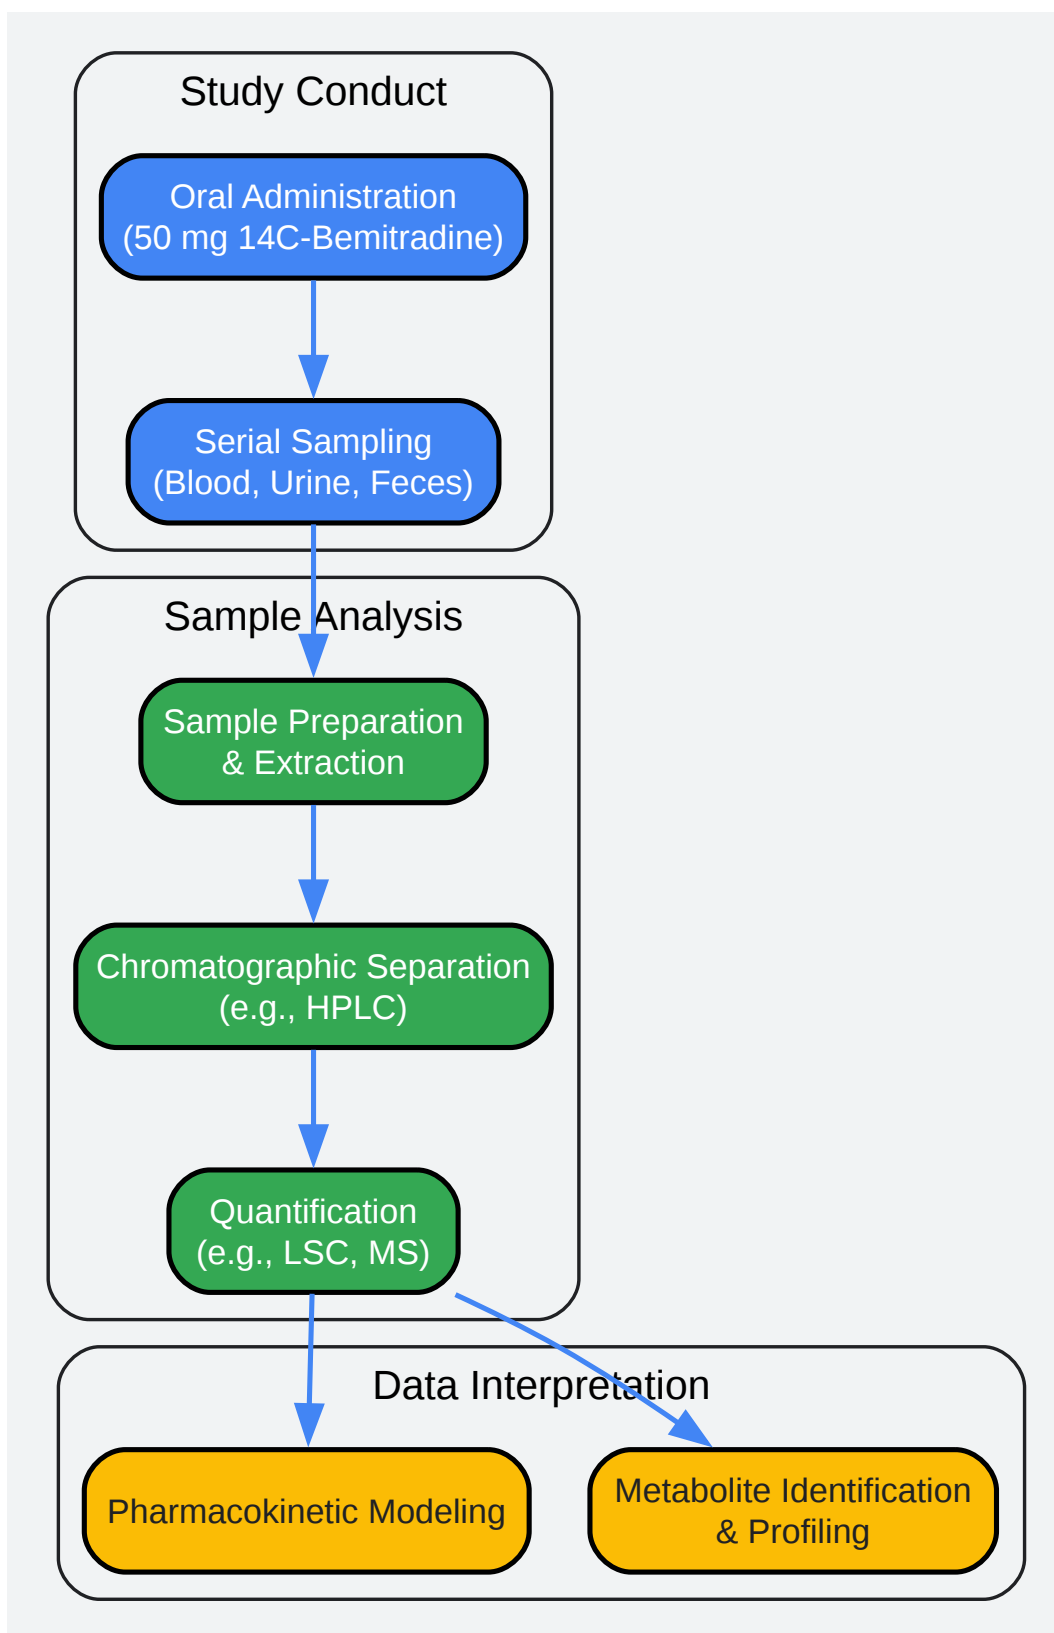 Study Conduct
Oral Administration
(50 mg 14C-Bemitradine)
Serial Sampling
(Blood, Urine, Feces)
Sample Analysis
Sample Preparation
& Extraction
Chromatographic Separation
(e.g., HPLC)
Quantification
(e.g., LSC, MS)
Data Interpretation
Pharmacokinetic Modeling
Metabolite Identification
& Profiling